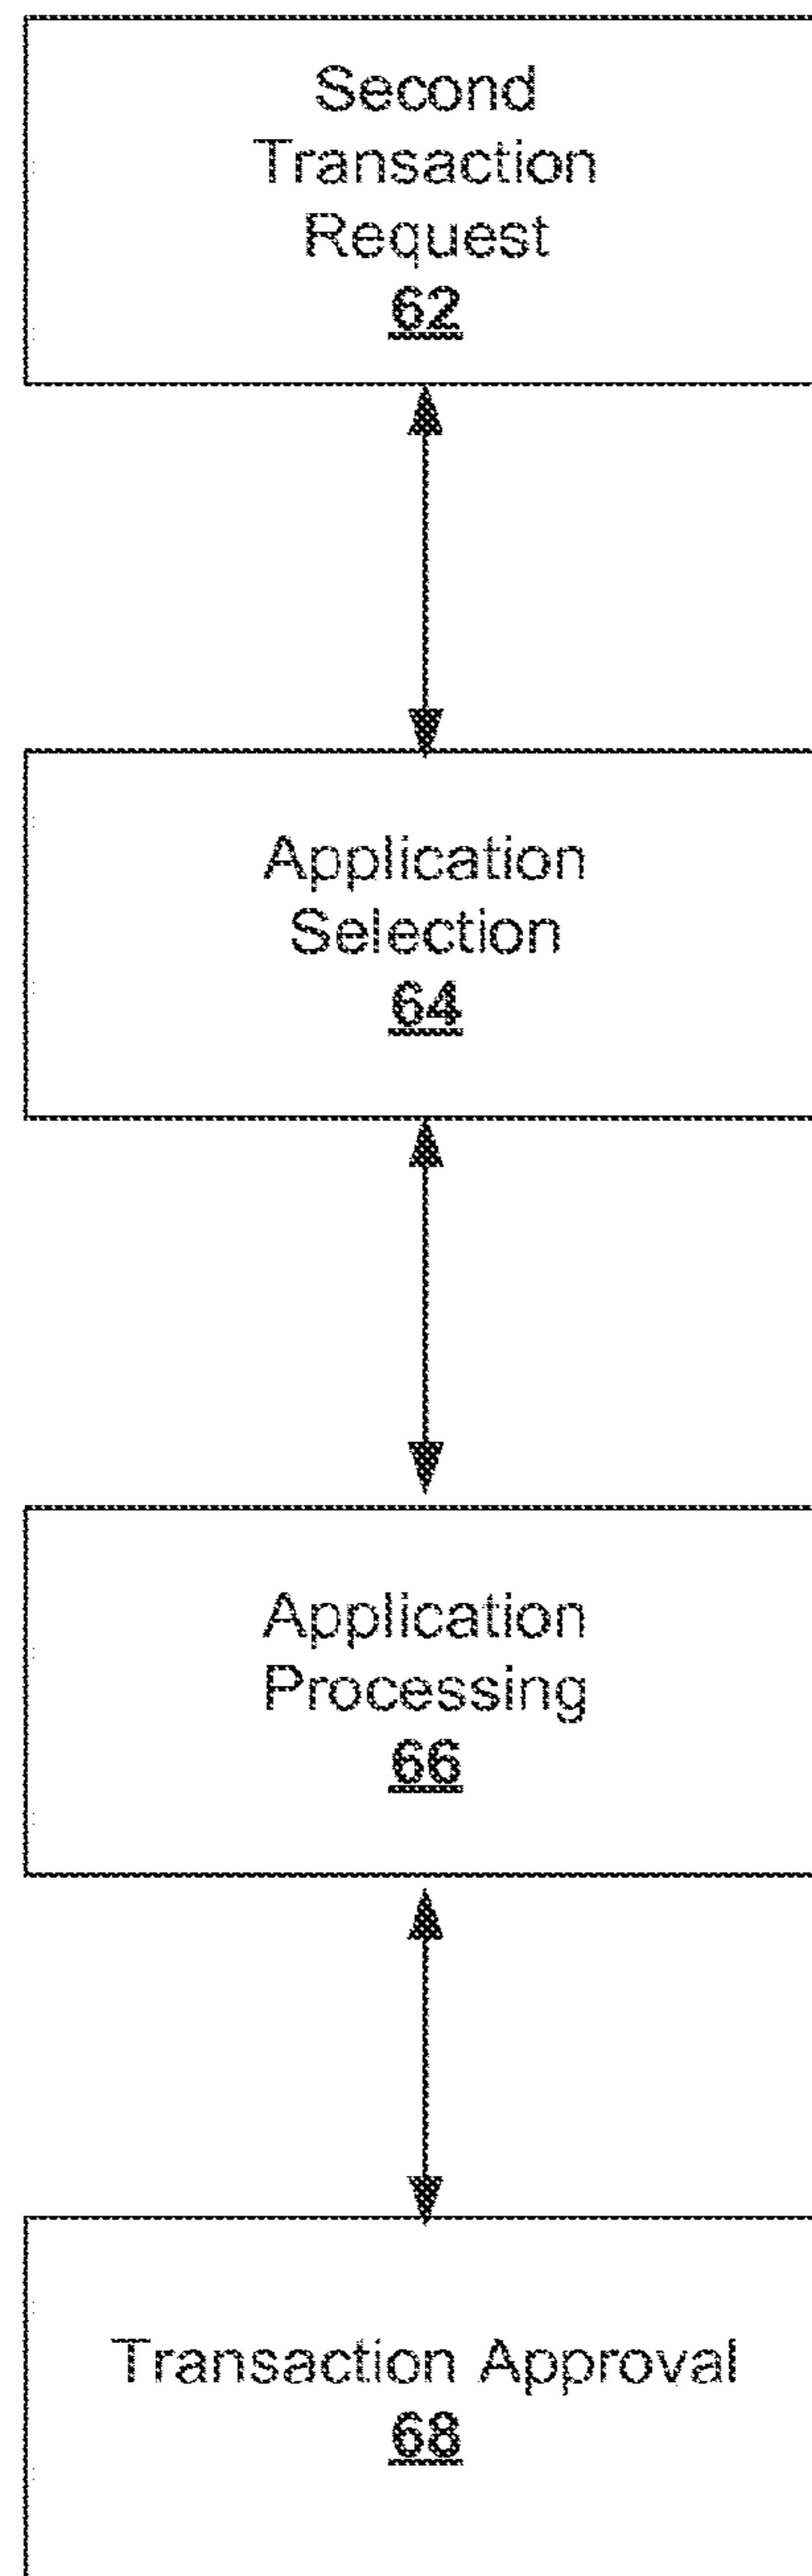 Second
Transaction
Request
62
Application
Selection
64
Application
Processing
66
Transaction Approval
68